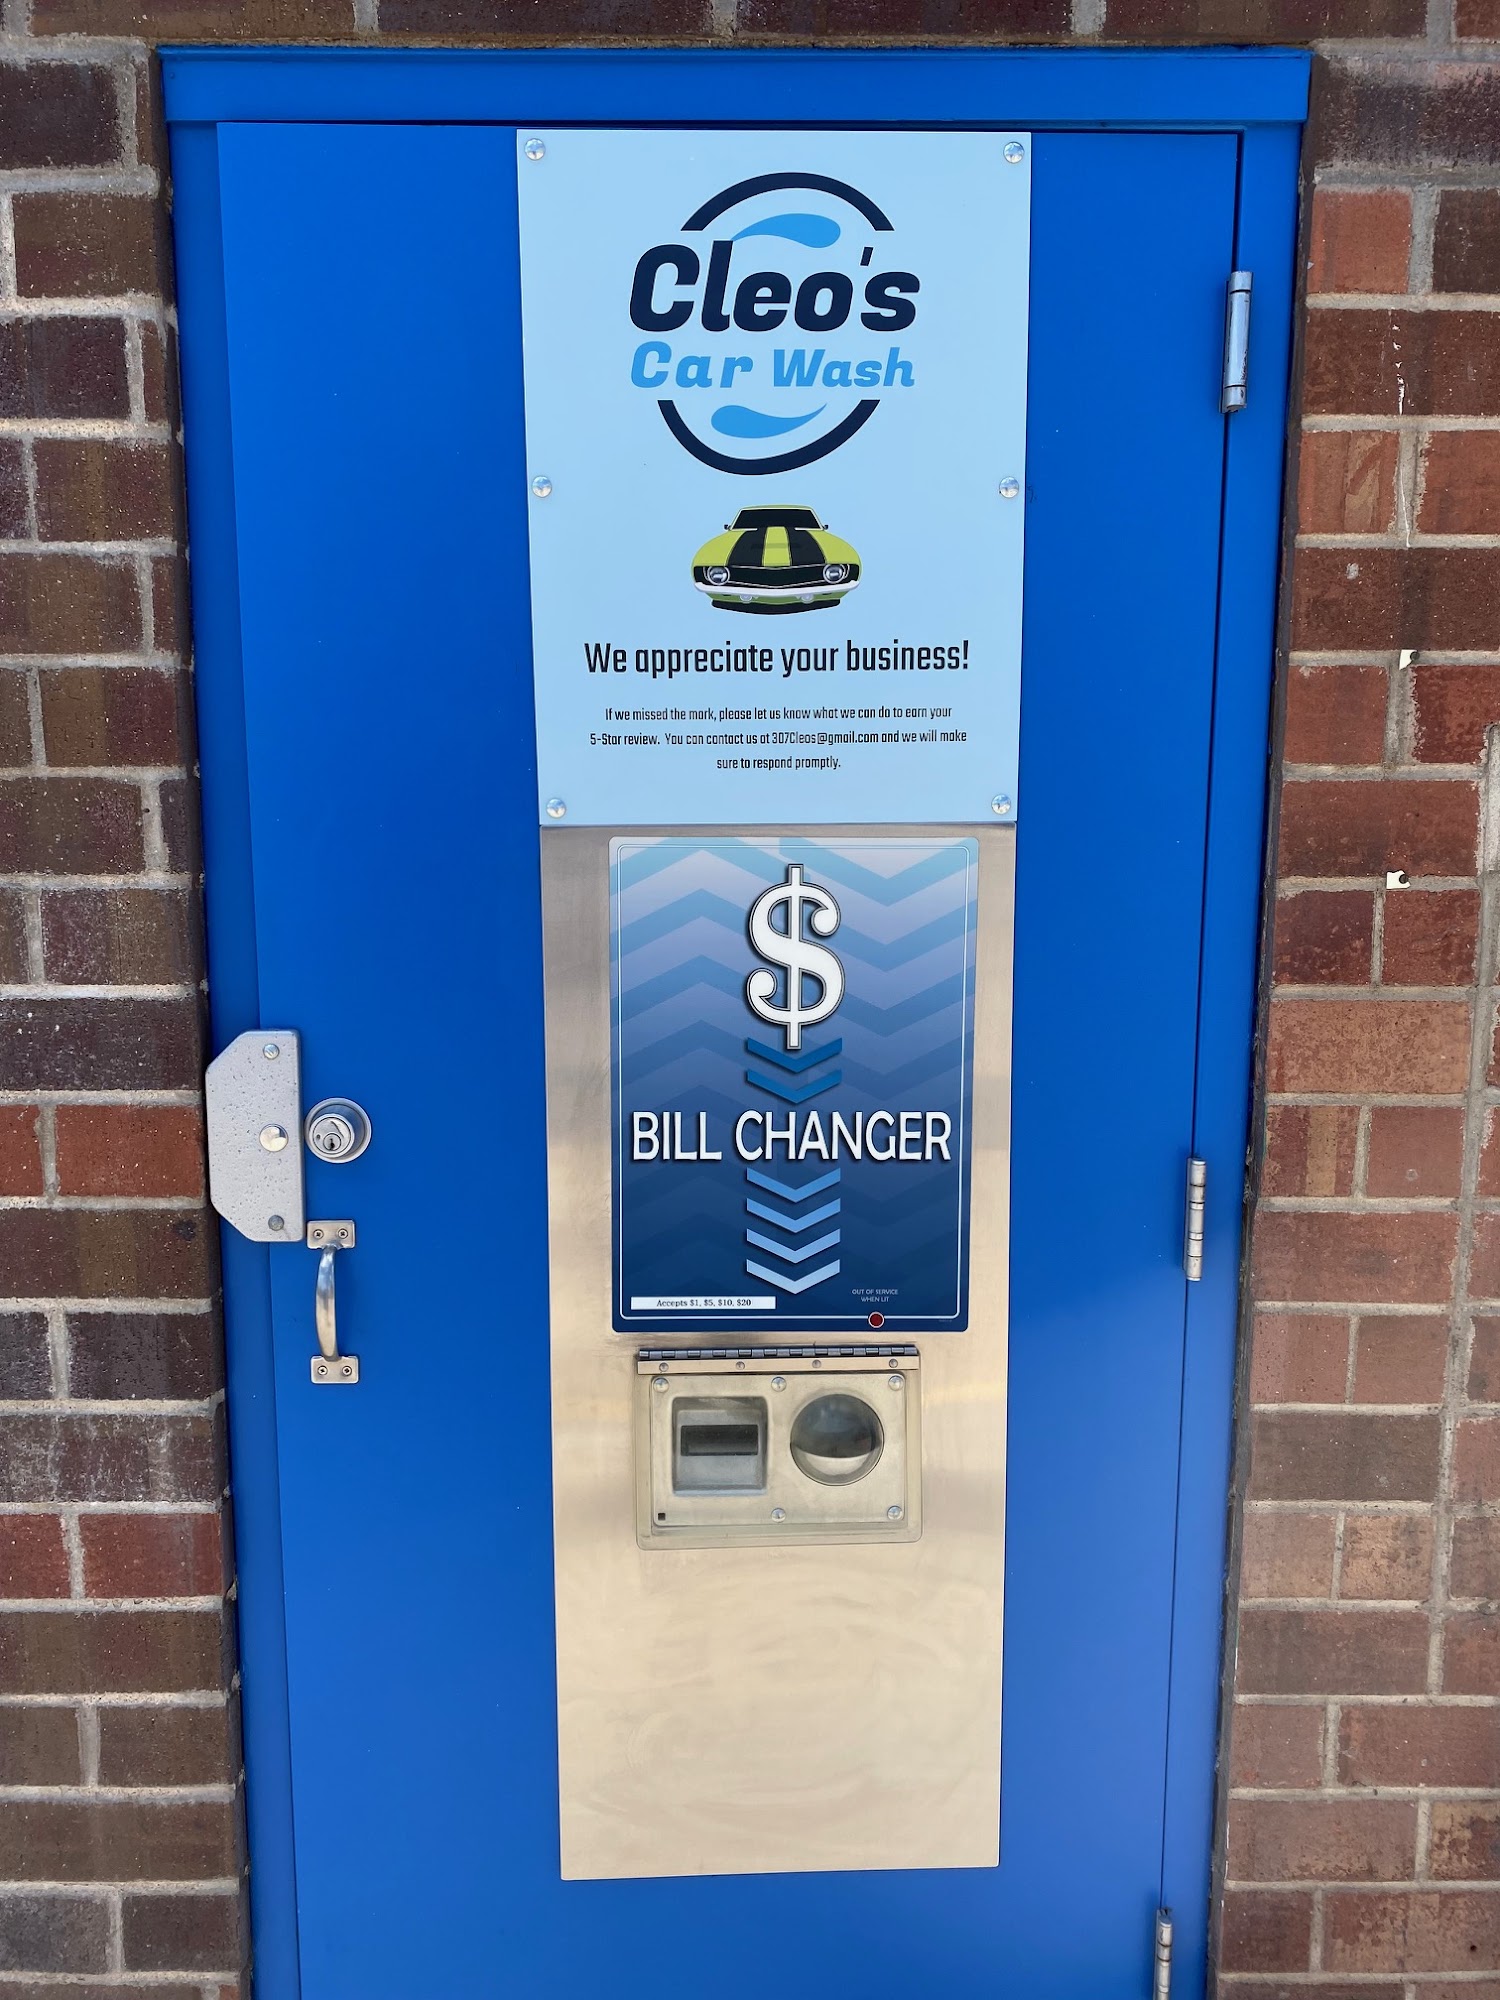 Cleo's
Car Wash
We appreciate your business!
If we missed the mark, please let us know what we can do to earn your
5-Star review. You can contact us at 307Cleos@gmail.com and we will make
sure to respond promptly.
$
BILL CHANGER
OUT OF SERVICE
WHEN LIT
Accepts $1, $5, $10, $20